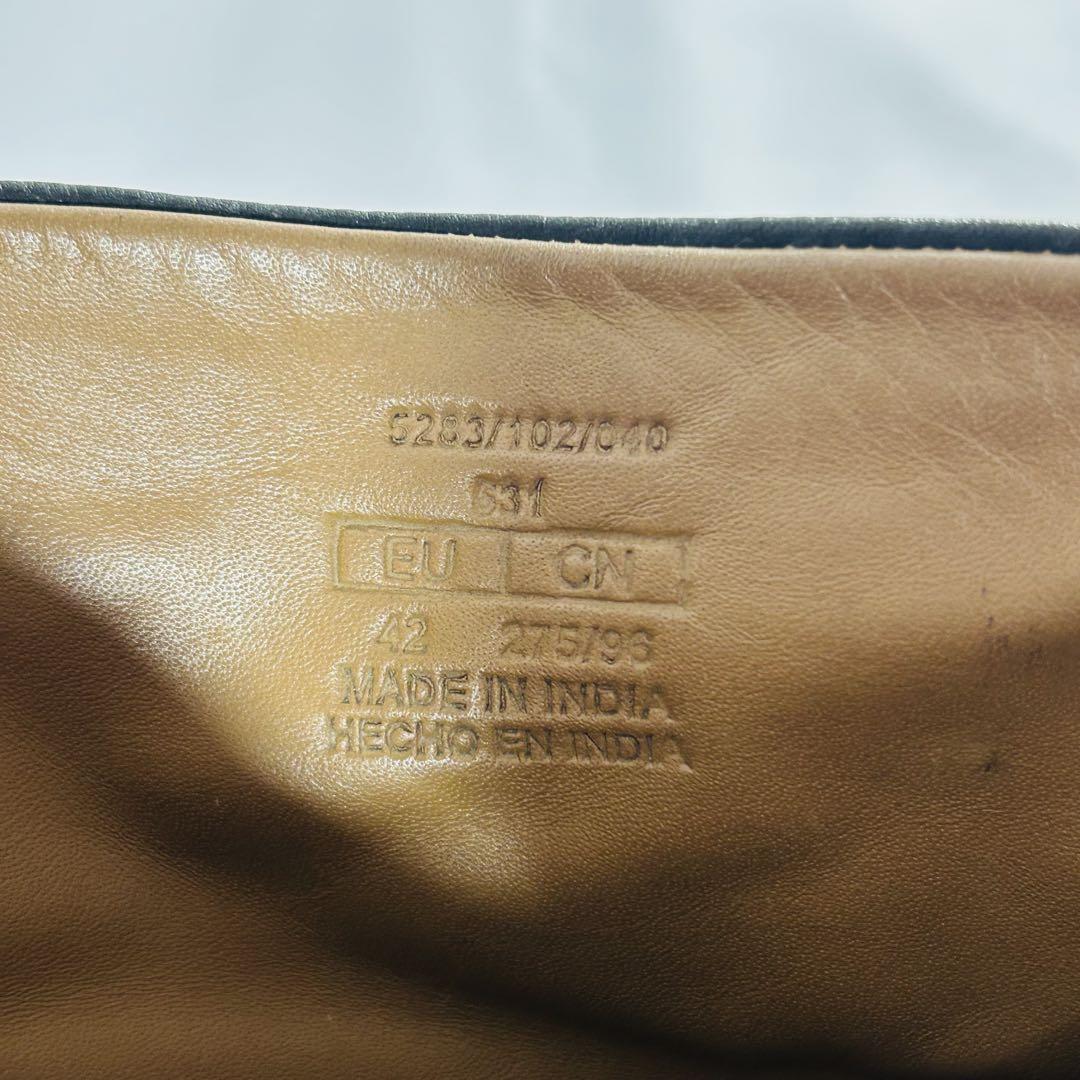 5283/102/040
631
EU CN
42 275/96
MADE IN INDIA
HECHO EN INDIA